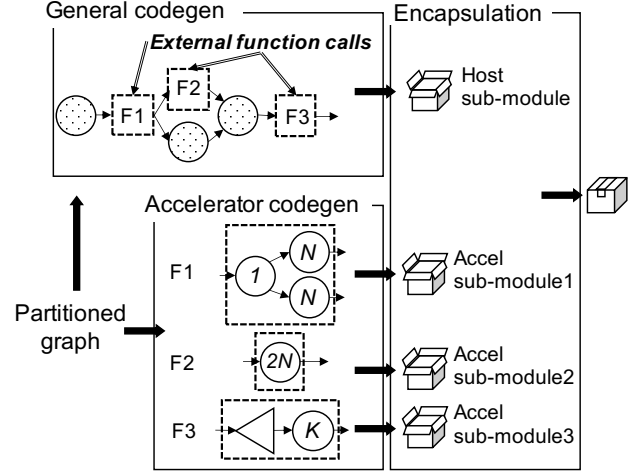 General codegen
Encapsulation
External function calls
F1
F2
F3
Host
sub-module
Accelerator codegen
F1
1
N
N
Accel
sub-module1
Partitioned
graph
F2
2N
Accel
sub-module2
F3
K
Accel
sub-module3